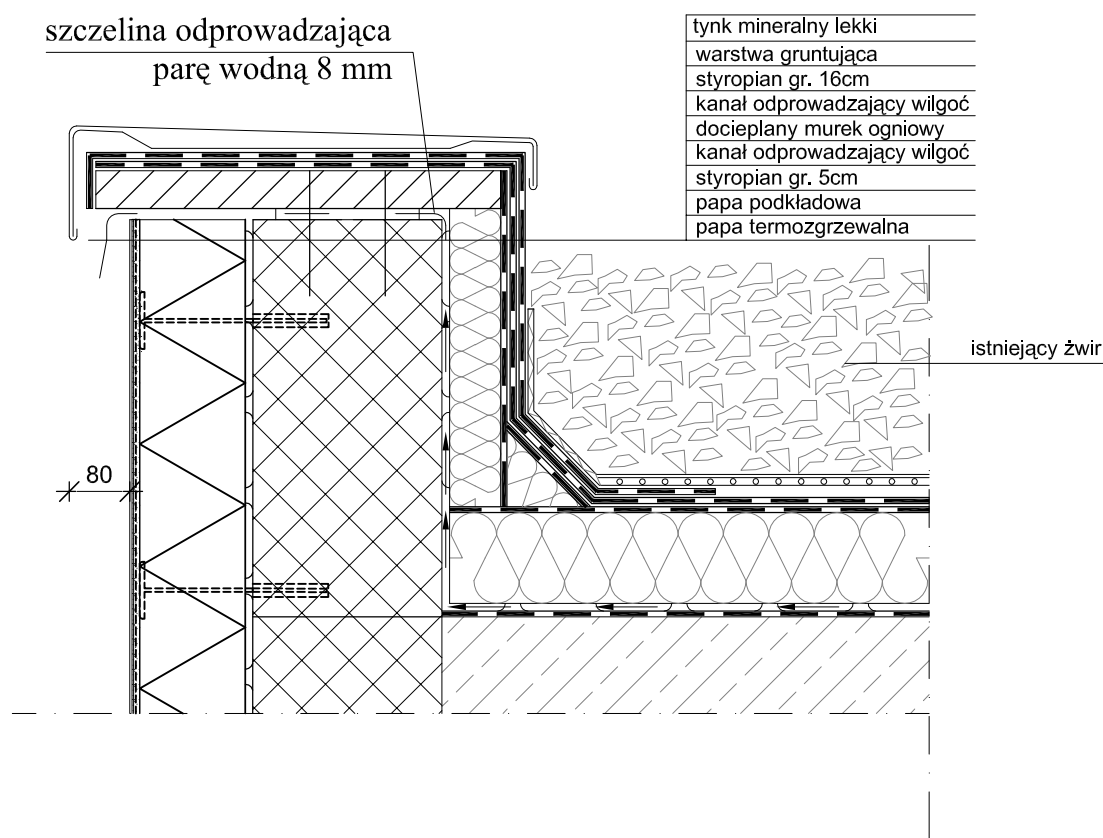 szczelina odprowadzająca
parę wodną 8 mm
tynk mineralny lekki
warstwa gruntująca
styropian gr. 16cm
kanał odprowadzający wilgoć
docieplany murek ogniowy
kanał odprowadzający wilgoć
styropian gr. 5cm
papa podkładowa
papa termozgrzewalna
istniejący żwir
80